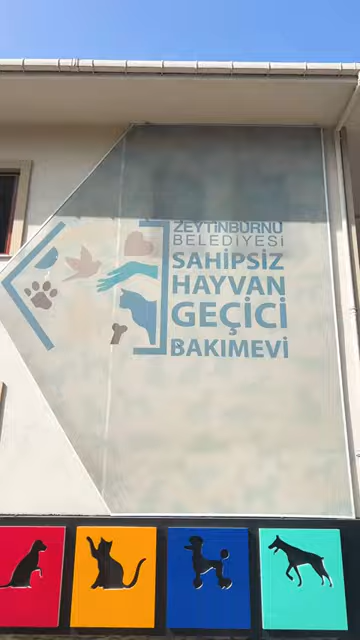 ZEYTİNBURNU
BELEDİYESİ
SAHİPSİZ
HAYVAN
GEÇİCİ
BAKIMEVİ